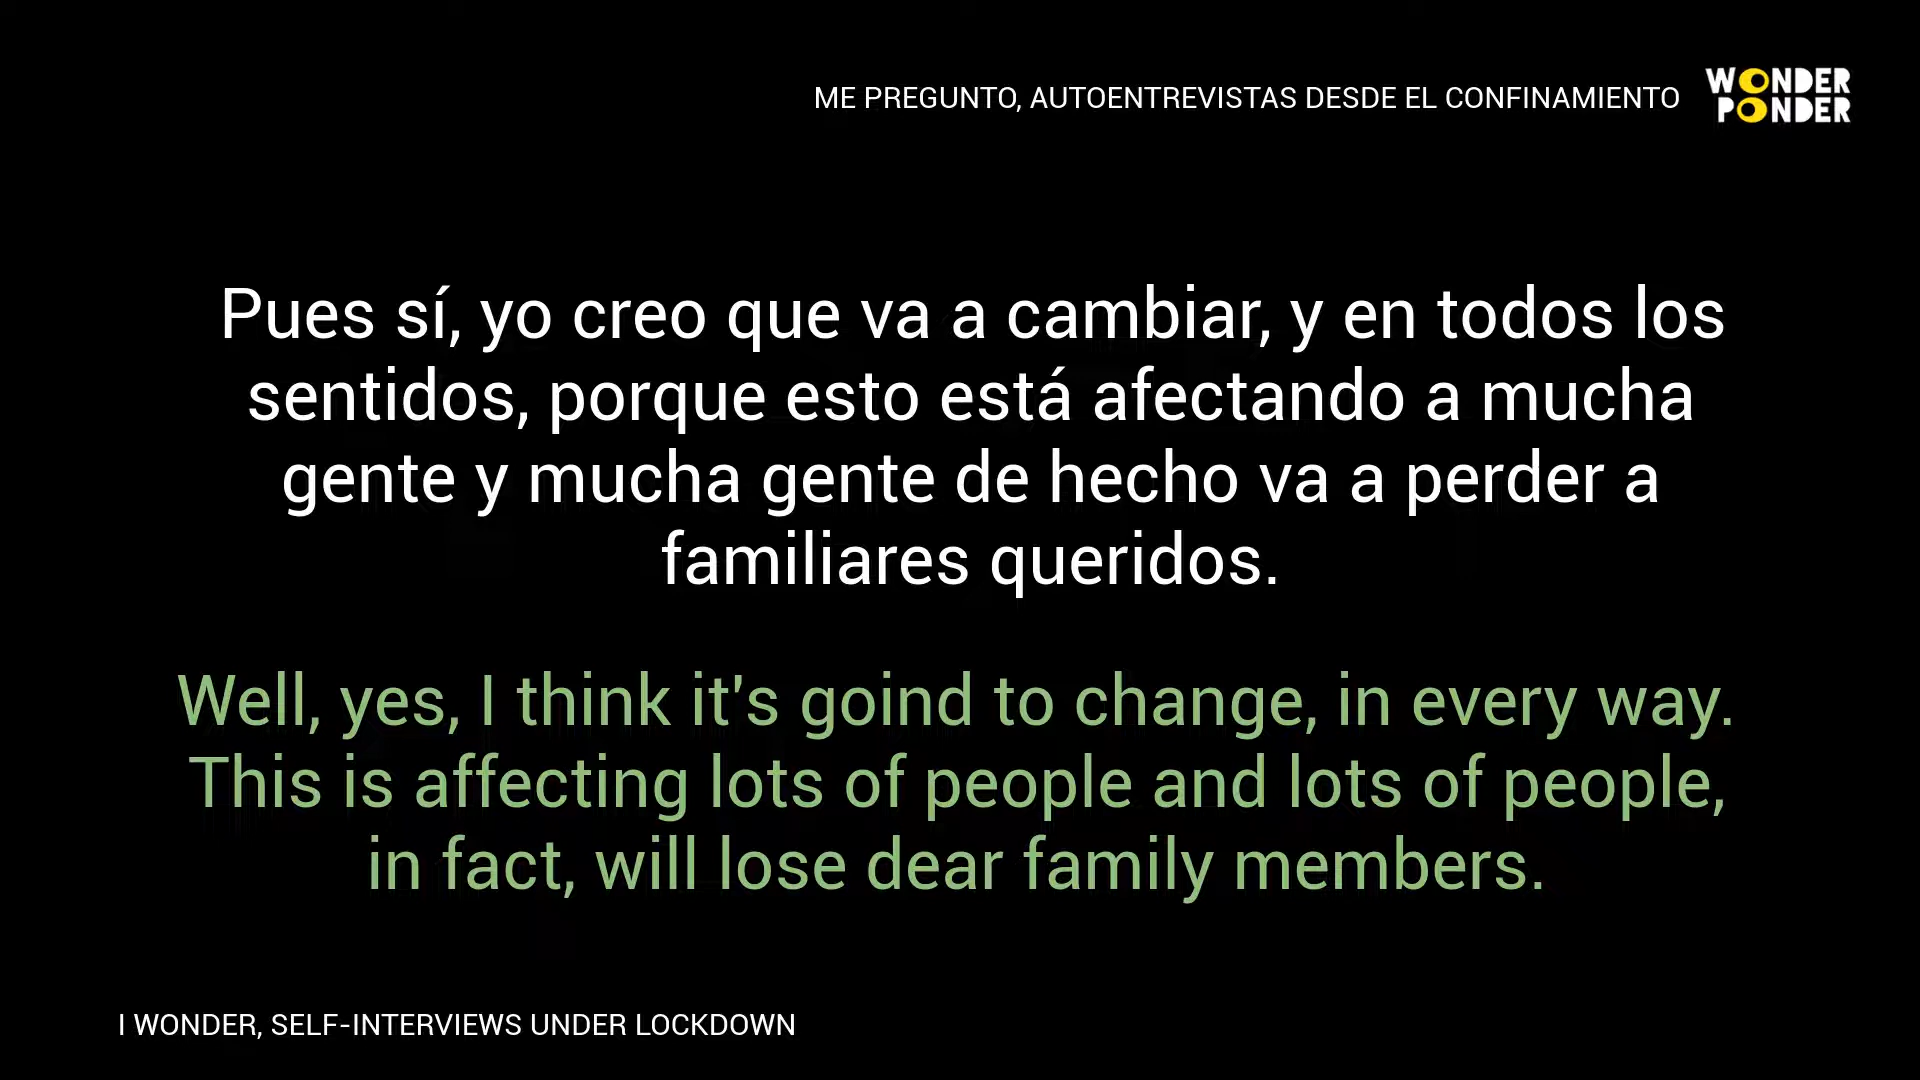 ME PREGUNTO, AUTOENTREVISTAS DESDE EL CONFINAMIENTO
WONDER
PONDER
Pues sí, yo creo que va a cambiar, y en todos los
sentidos, porque esto está afectando a mucha
gente y mucha gente de hecho va a perder a
familiares queridos.
Well, yes, I think it's goind to change, in every way.
This is affecting lots of people and lots of people,
in fact, will lose dear family members.
I WONDER, SELF-INTERVIEWS UNDER LOCKDOWN